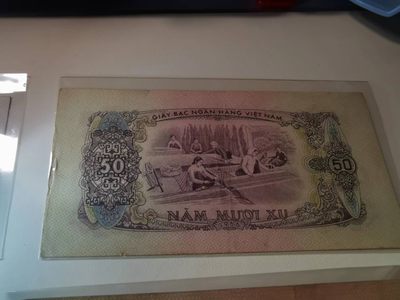 GIẤY BẠC NGÂN HÀNG VIỆT NAM
50
50
NĂM MƯƠI XU